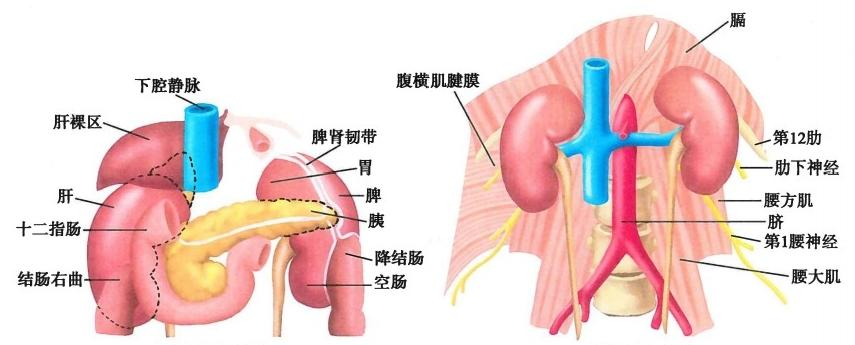 下腔静脉
肝裸区
脾肾韧带
胃
肝
脾
十二指肠
胰
结肠右曲
降结肠
空肠
膈
腹横肌腱膜
第12肋
肋下神经
腰方肌
脐
第1腰神经
腰大肌